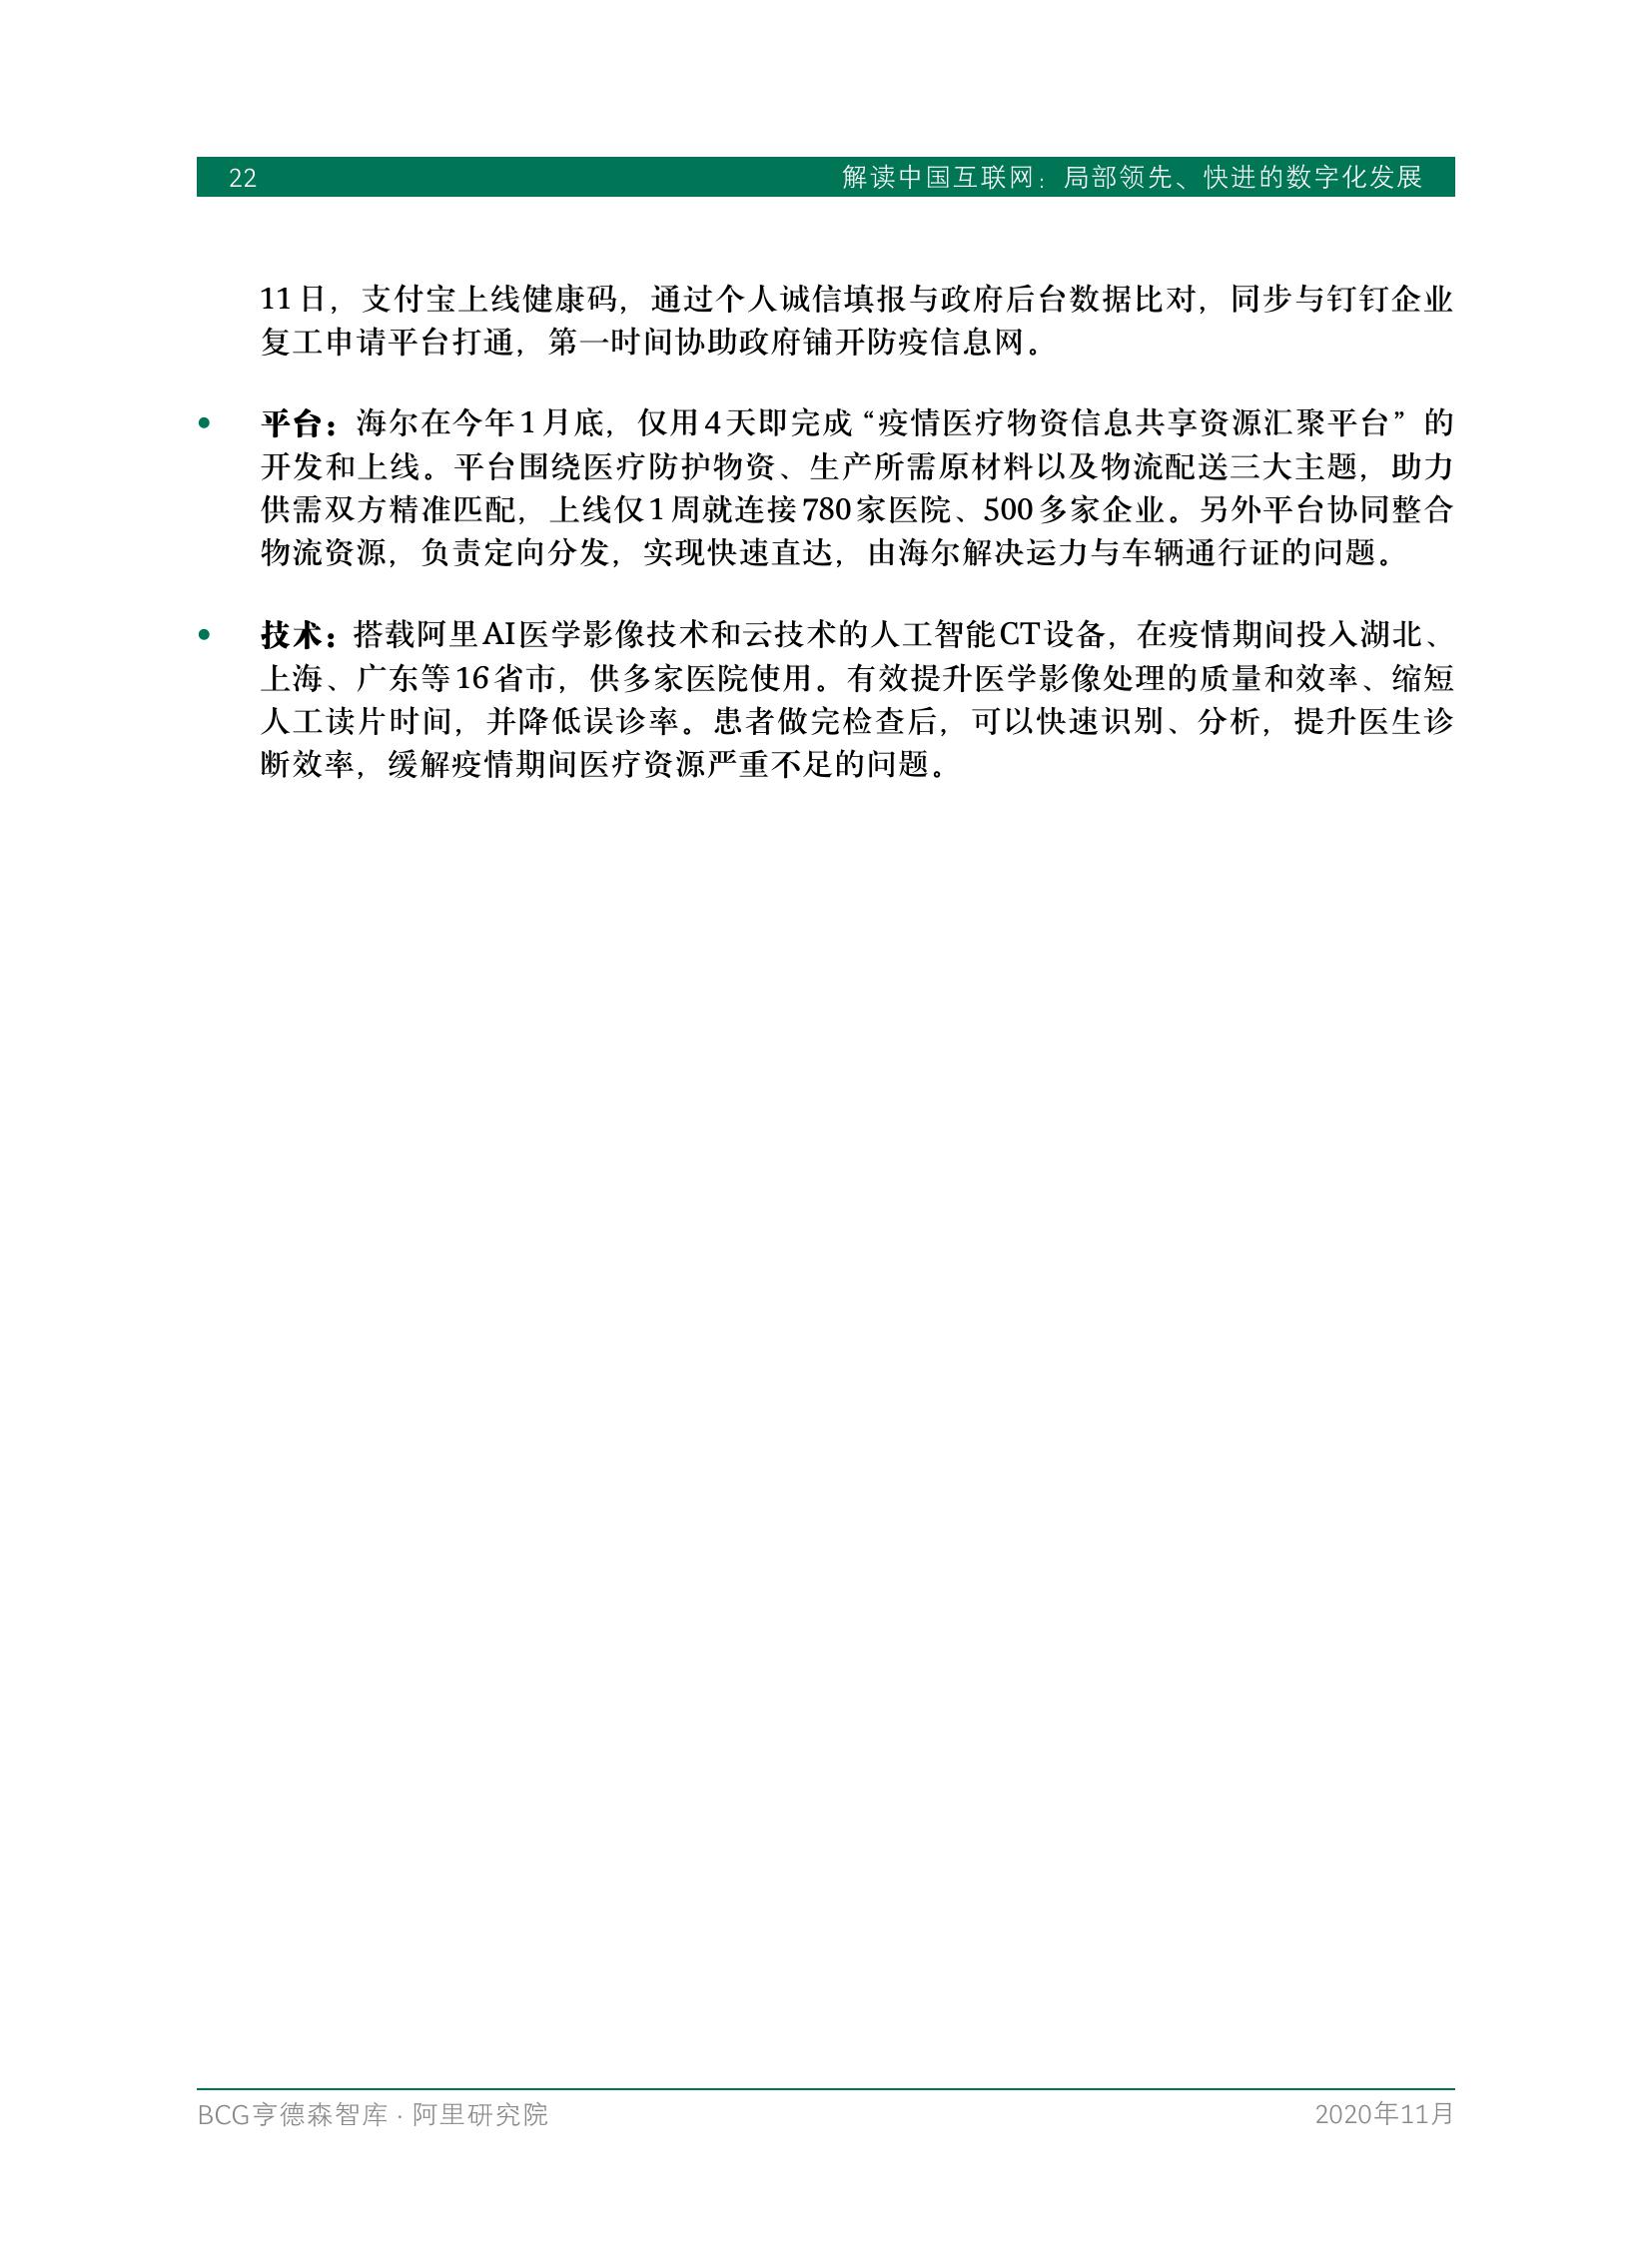 22
解读中国互联网：局部领先、快进的数字化发展
11日，支付宝上线健康码，通过个人诚信填报与政府后台数据比对，同步与钉钉企业
复工申请平台打通，第一时间协助政府铺开防疫信息网。
• 平台：海尔在今年1月底，仅用4天即完成“疫情医疗物资信息共享资源汇聚平台”的
开发和上线。平台围绕医疗防护物资、生产所需原材料以及物流配送三大主题，助力
供需双方精准匹配，上线仅1周就连接780家医院、500多家企业。另外平台协同整合
物流资源，负责定向分发，实现快速直达，由海尔解决运力与车辆通行证的问题。
• 技术：搭载阿里AI医学影像技术和云技术的人工智能CT设备，在疫情期间投入湖北、
上海、广东等16省市，供多家医院使用。有效提升医学影像处理的质量和效率、缩短
人工读片时间，并降低误诊率。患者做完检查后，可以快速识别、分析，提升医生诊
断效率，缓解疫情期间医疗资源严重不足的问题。
BCG亨德森智库 · 阿里研究院
2020年11月